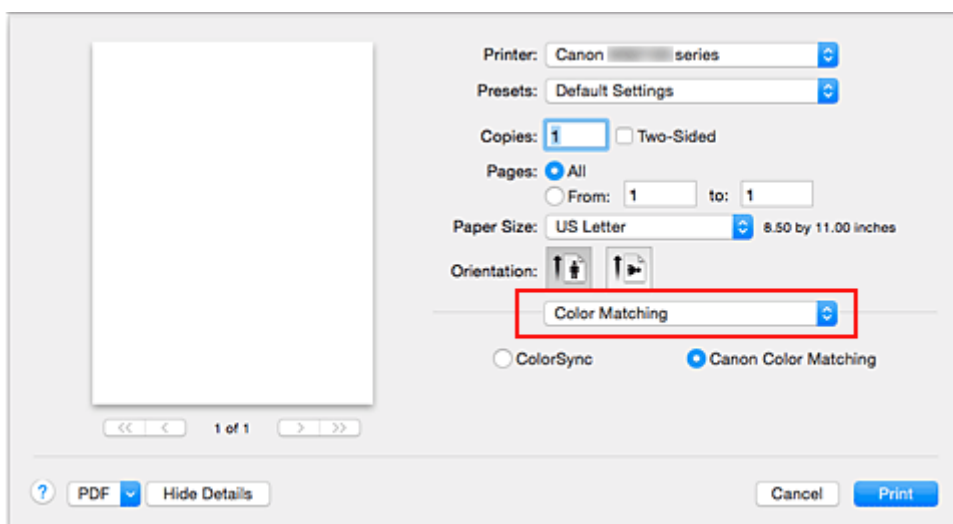 Printer: Canon series
Presets: Default Settings
Copies: 1 Two-Sided
Pages: All
From: 1 to: 1
Paper Size: US Letter 8.50 by 11.00 inches
Orientation:
Color Matching
ColorSync Canon Color Matching
1 of 1
? PDF Hide Details Cancel Print